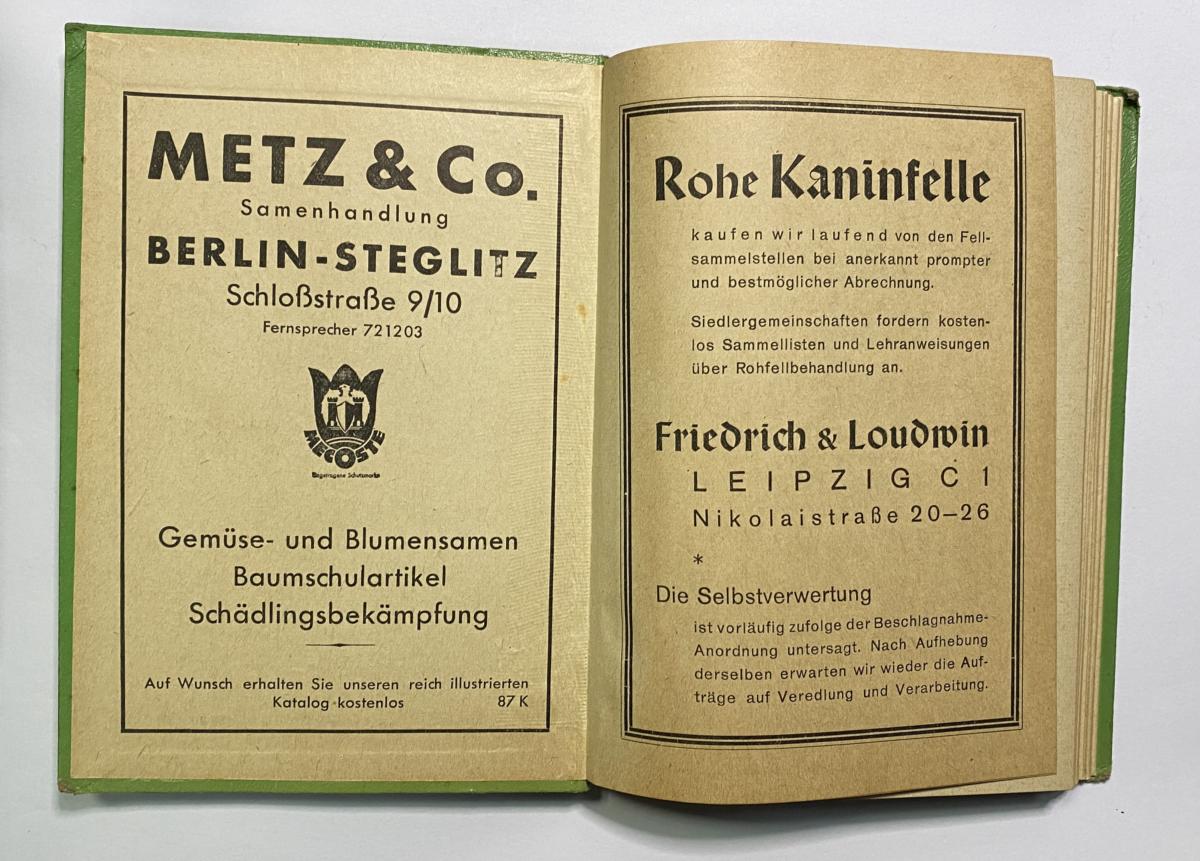 METZ & Co.
Samenhandlung
BERLIN-STEGLITZ
Schloßstraße 9/10
Fernsprecher 721203
MECOSTE
Eingetragene Schutzmarke
Gemüse- und Blumensamen
Baumschulartikel
Schädlingsbekämpfung
Auf Wunsch erhalten Sie unseren reich illustrierten
Katalog kostenlos 87 K
Rohe Kaninfelle
kaufen wir laufend von den Fell-
sammelstellen bei anerkannt prompter
und bestmöglicher Abrechnung.
Siedlergemeinschaften fordern kosten-
los Sammellisten und Lehranweisungen
über Rohfellbehandlung an.
Friedrich & Loudwin
LEIPZIG C 1
Nikolaistraße 20–26
*
Die Selbstverwertung
ist vorläufig zufolge der Beschlagnahme-
Anordnung untersagt. Nach Aufhebung
derselben erwarten wir wieder die Auf-
träge auf Veredlung und Verarbeitung.